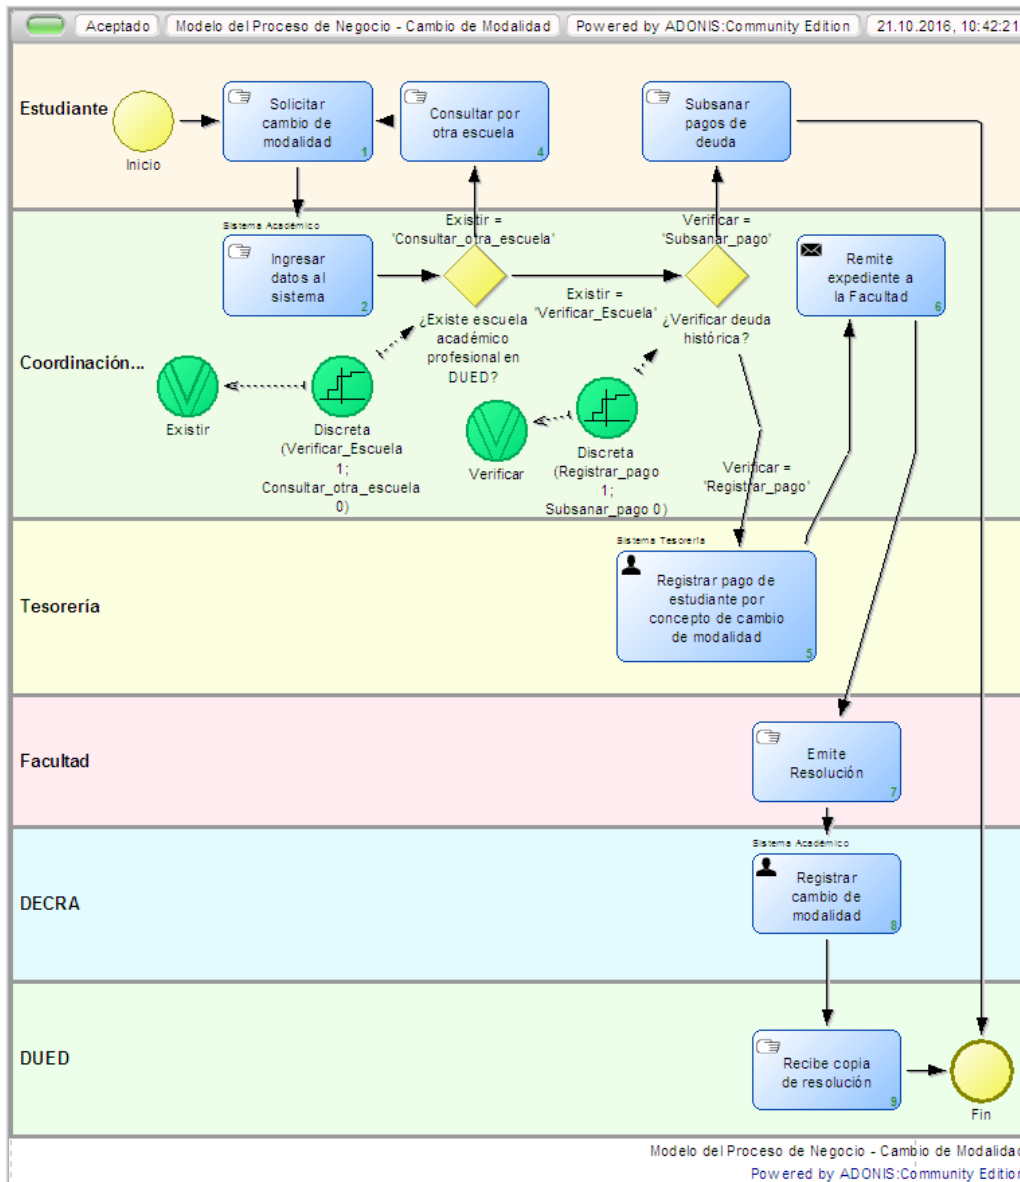 Aceptado
Modelo del Proceso de Negocio - Cambio de Modalidad
Powered by ADONIS:Community Edition
21.10.2016, 10:42:21
Estudiante
Inicio
Solicitar
cambio de
modalidad
1
Consultar por
otra escuela
4
Subsanar
pagos de
deuda
Coordinación...
Sistema Académico
Ingresar
datos al
sistema
2
Existir =
'Consultar_otra_escuela'
¿Existe escuela
académico
profesional en
DUED?
Existir =
'Verificar_Escuela'
Verificar =
'Subsanar_pago'
¿Verificar deuda
histórica?
Remite
expediente a
la Facultad
6
Existir
Discreta
(Verificar_Escuela
1;
Consultar_otra_escuela
0)
Verificar
Discreta
(Registrar_pago
1;
Subsanar_pago 0)
Verificar =
'Registrar_pago'
Tesorería
Sistema Tesorería
Registrar pago de
estudiante por
concepto de cambio
de modalidad
5
Facultad
Emite
Resolución
7
DECRA
Sistema Académico
Registrar
cambio de
modalidad
8
DUED
Recibe copia
de resolución
9
Fin
Modelo del Proceso de Negocio - Cambio de Modalidad
Powered by ADONIS:Community Edition